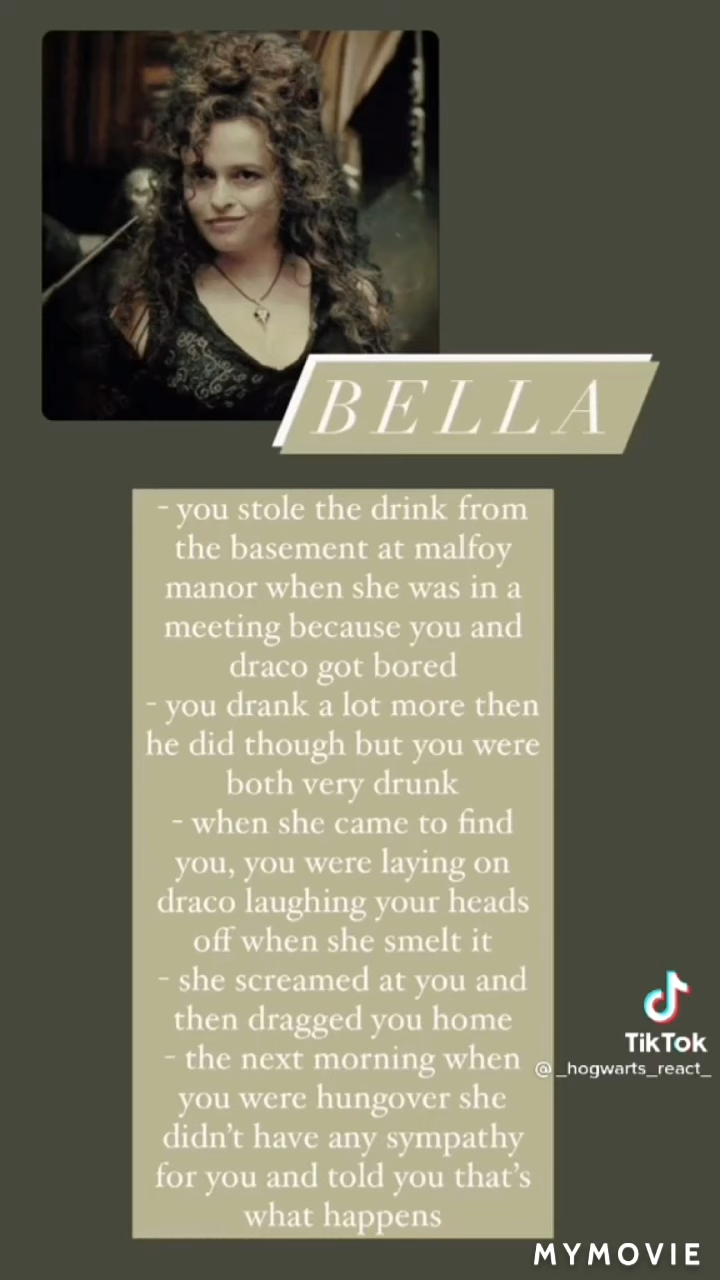 BELLA
- you stole the drink from
the basement at malfoy
manor when she was in a
meeting because you and
draco got bored
- you drank a lot more then
he did though but you were
both very drunk
- when she came to find
you, you were laying on
draco laughing your heads
off when she smelt it
- she screamed at you and
then dragged you home
- the next morning when
you were hungover she
didn't have any sympathy
for you and told you that's
what happens
TikTok
@_hogwarts_react_
MYMOVIE